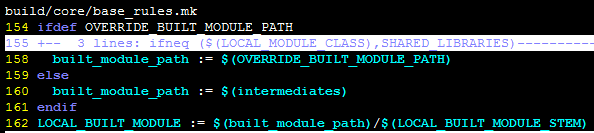 build/core/base_rules.mk
154 ifdef OVERRIDE_BUILT_MODULE_PATH
155 +--  3 lines: ifneq ($(LOCAL_MODULE_CLASS),SHARED_LIBRARIES)----------
158   built_module_path := $(OVERRIDE_BUILT_MODULE_PATH)
159 else
160   built_module_path := $(intermediates)
161 endif
162 LOCAL_BUILT_MODULE := $(built_module_path)/$(LOCAL_BUILT_MODULE_STEM)